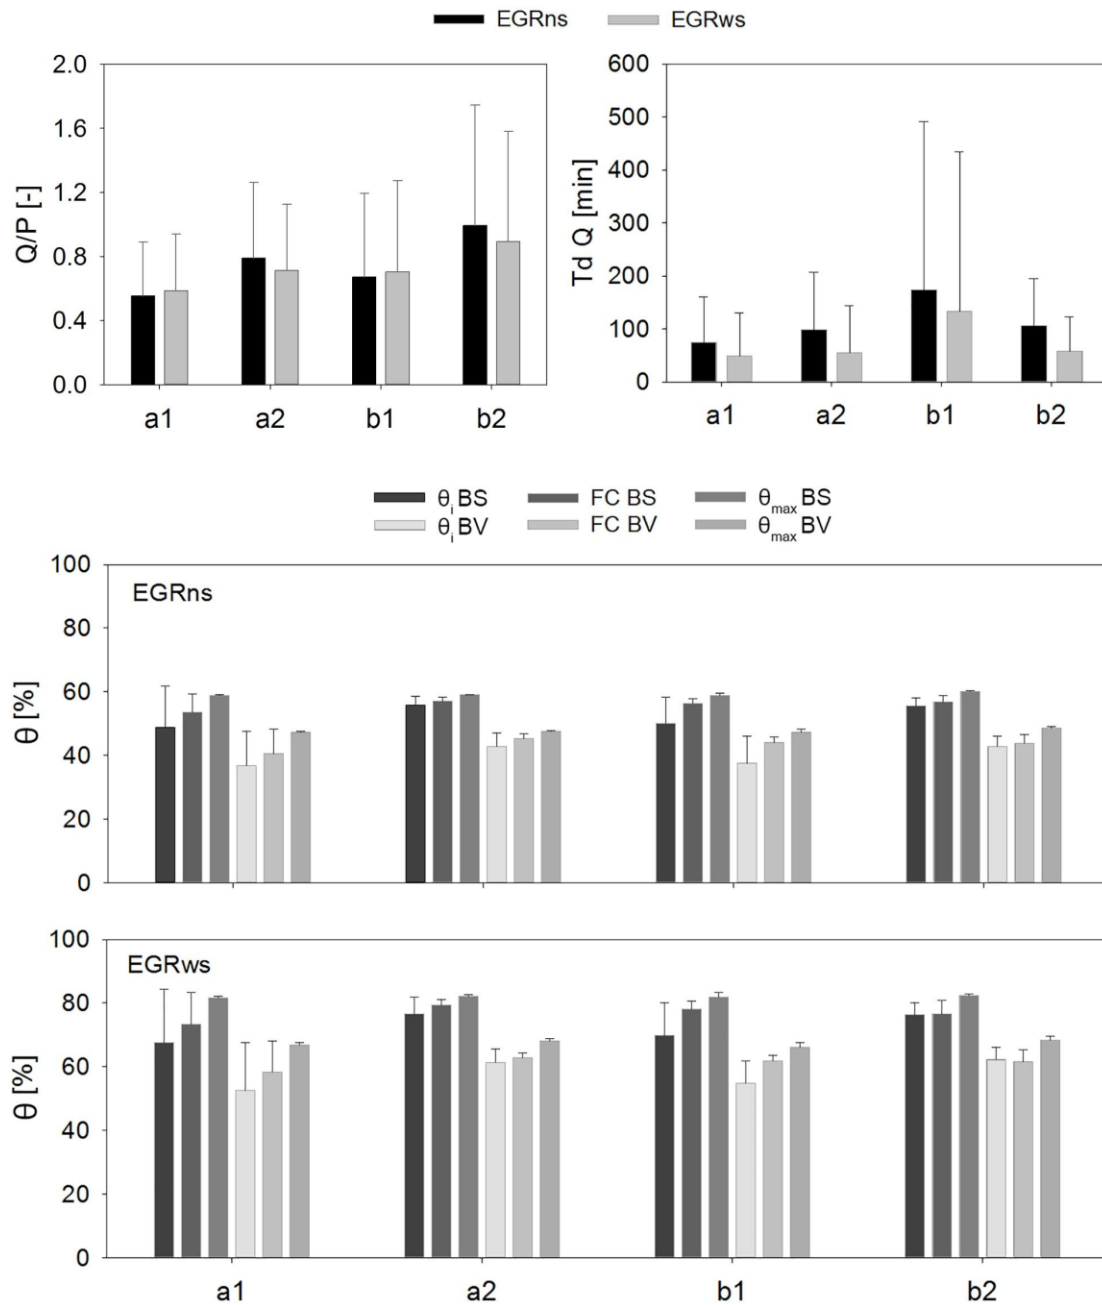 EGRns EGRws
Q/P [-]
2.0
1.6
1.2
0.8
0.4
0.0
a1 a2 b1 b2
Td Q [min]
600
500
400
300
200
100
0
a1 a2 b1 b2
θi BS FC BS θmax BS
θi BV FC BV θmax BV
EGRns
θ [%]
100
80
60
40
20
0
EGRws
θ [%]
100
80
60
40
20
0
a1 a2 b1 b2